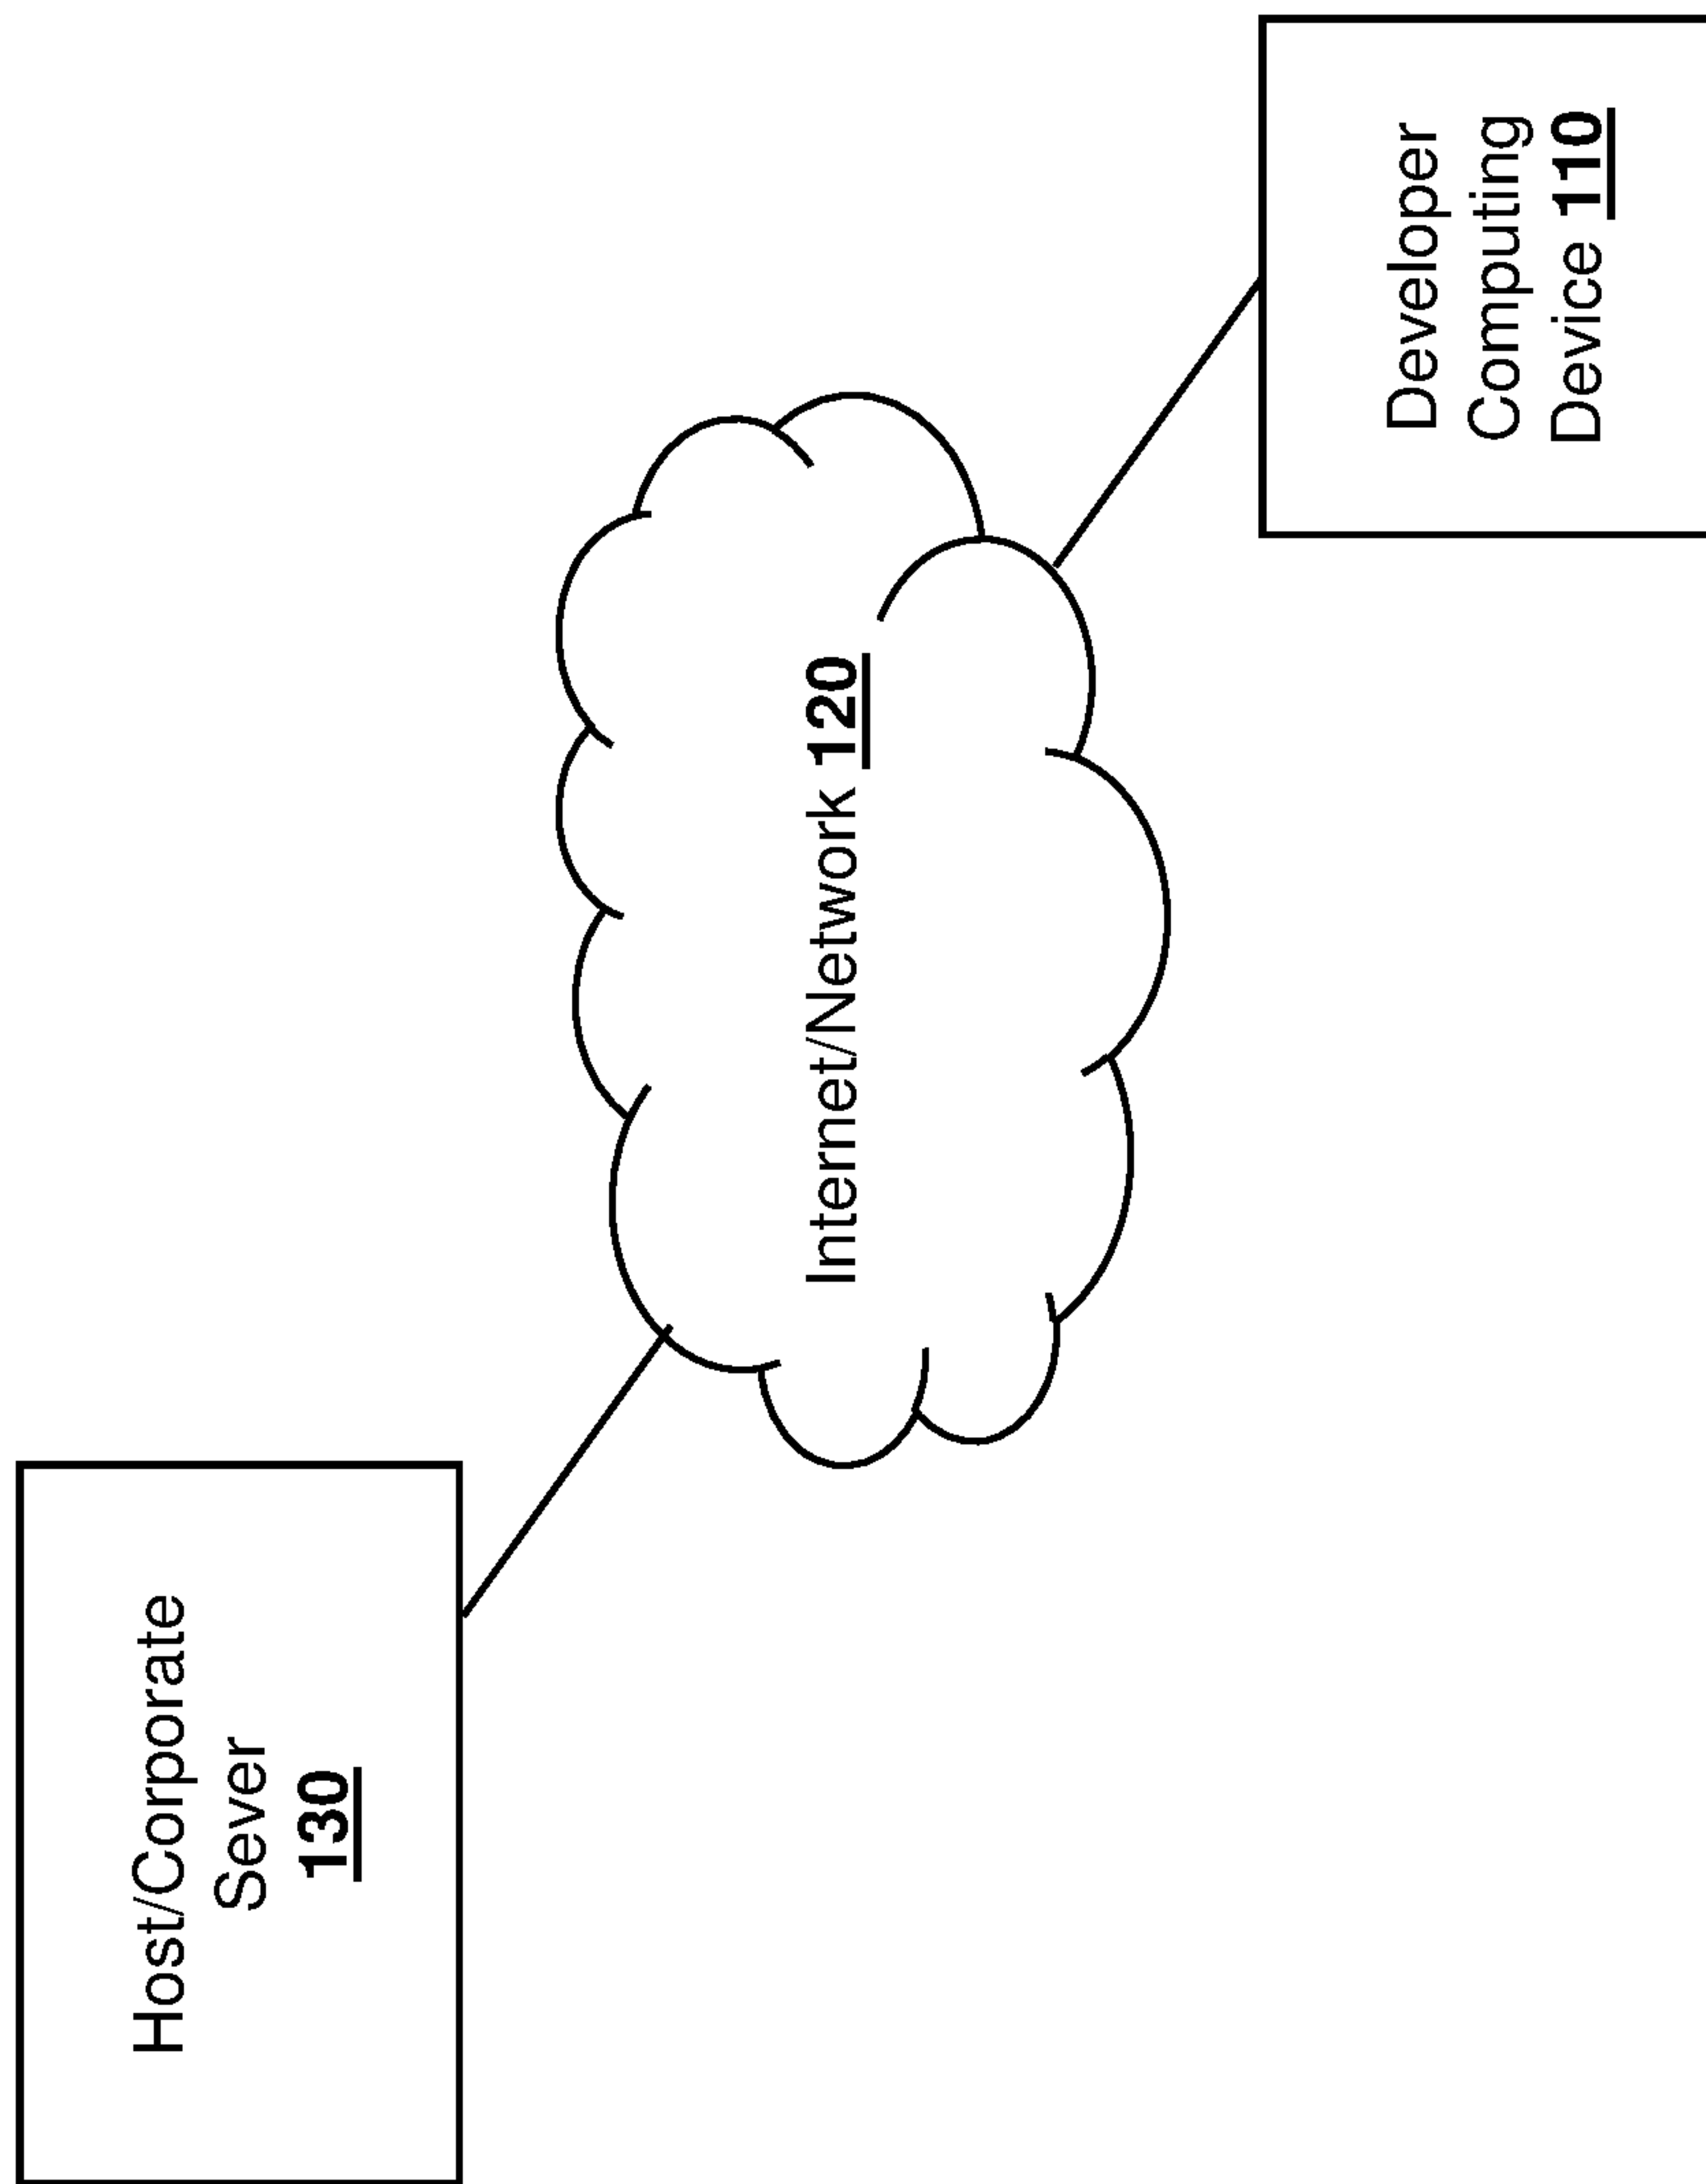 Host/Corporate
Sever
130
Internet/Network 120
Developer
Computing
Device 110